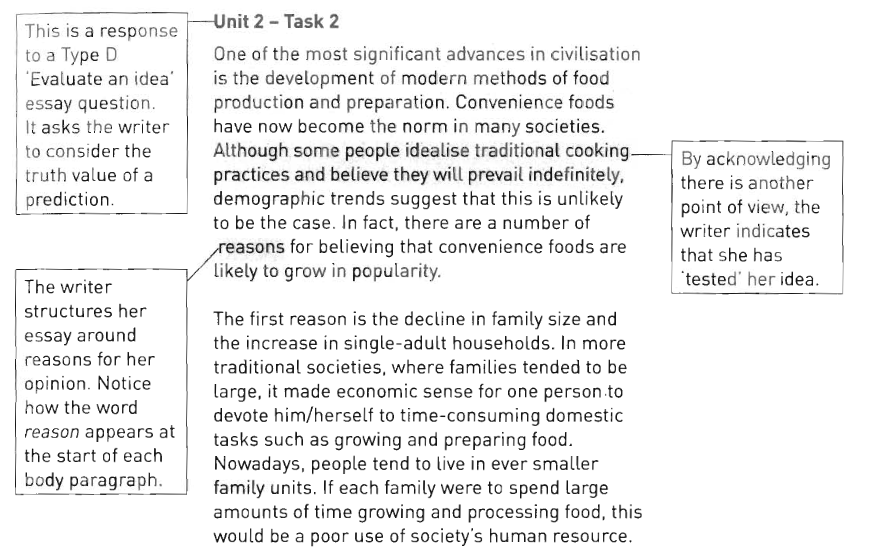 Unit 2 – Task 2
This is a response
to a Type D
'Evaluate an idea'
essay question.
It asks the writer
to consider the
truth value of a
prediction.
One of the most significant advances in civilisation
is the development of modern methods of food
production and preparation. Convenience foods
have now become the norm in many societies.
Although some people idealise traditional cooking
practices and believe they will prevail indefinitely,
demographic trends suggest that this is unlikely
to be the case. In fact, there are a number of
reasons for believing that convenience foods are
likely to grow in popularity.
By acknowledging
there is another
point of view, the
writer indicates
that she has
'tested' her idea.
The writer
structures her
essay around
reasons for her
opinion. Notice
how the word
reason appears at
the start of each
body paragraph.
The first reason is the decline in family size and
the increase in single-adult households. In more
traditional societies, where families tended to be
large, it made economic sense for one person to
devote him/herself to time-consuming domestic
tasks such as growing and preparing food.
Nowadays, people tend to live in ever smaller
family units. If each family were to spend large
amounts of time growing and processing food, this
would be a poor use of society's human resource.